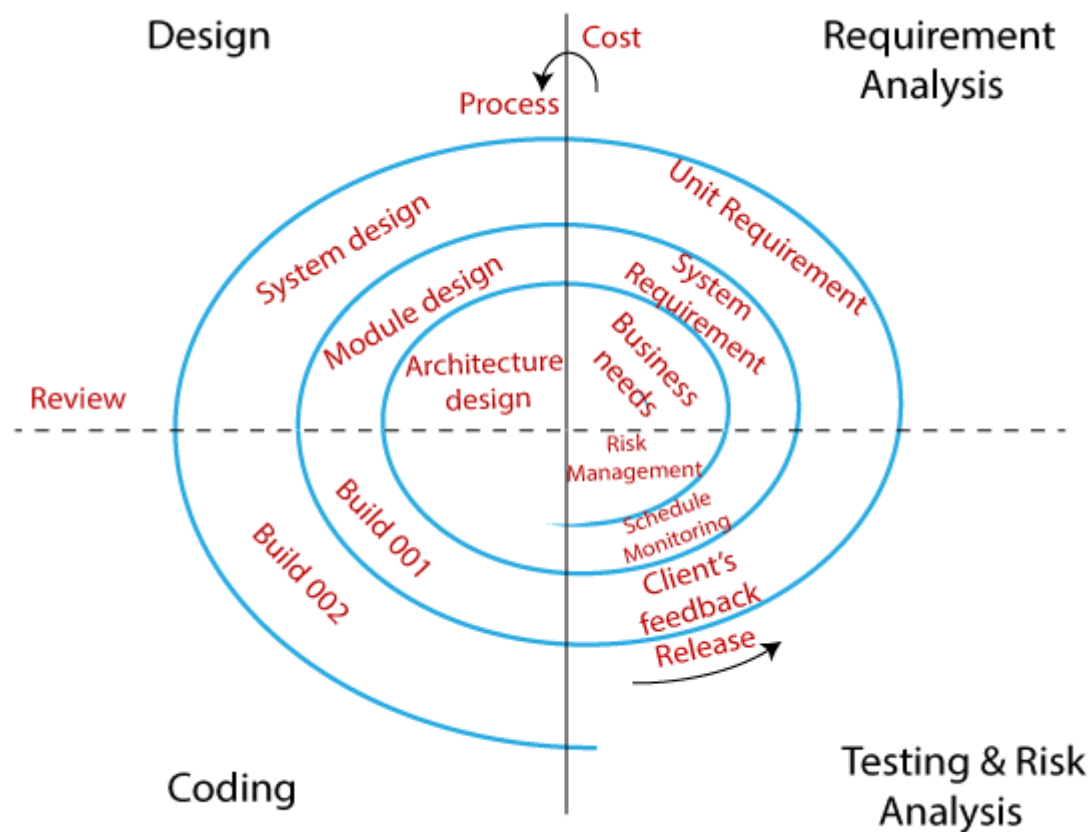 Design
Cost
Requirement
Analysis
Process
Unit Requirement
System design
System
Requirement
Module design
Business
needs
Architecture
design
Review
Risk
Management
Schedule
Monitoring
Build 001
Build 002
Client's
feedback
Release
Coding
Testing & Risk
Analysis